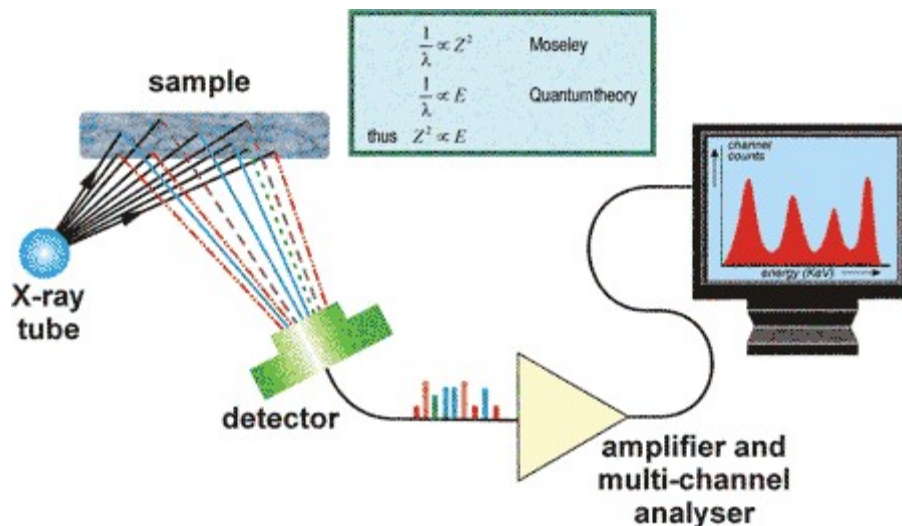 sample
1/λ ∝ Z² Moseley
1/λ ∝ E Quantumtheory
thus Z² ∝ E
channel
counts
energy (KeV)
X-ray
tube
detector
amplifier and
multi-channel
analyser